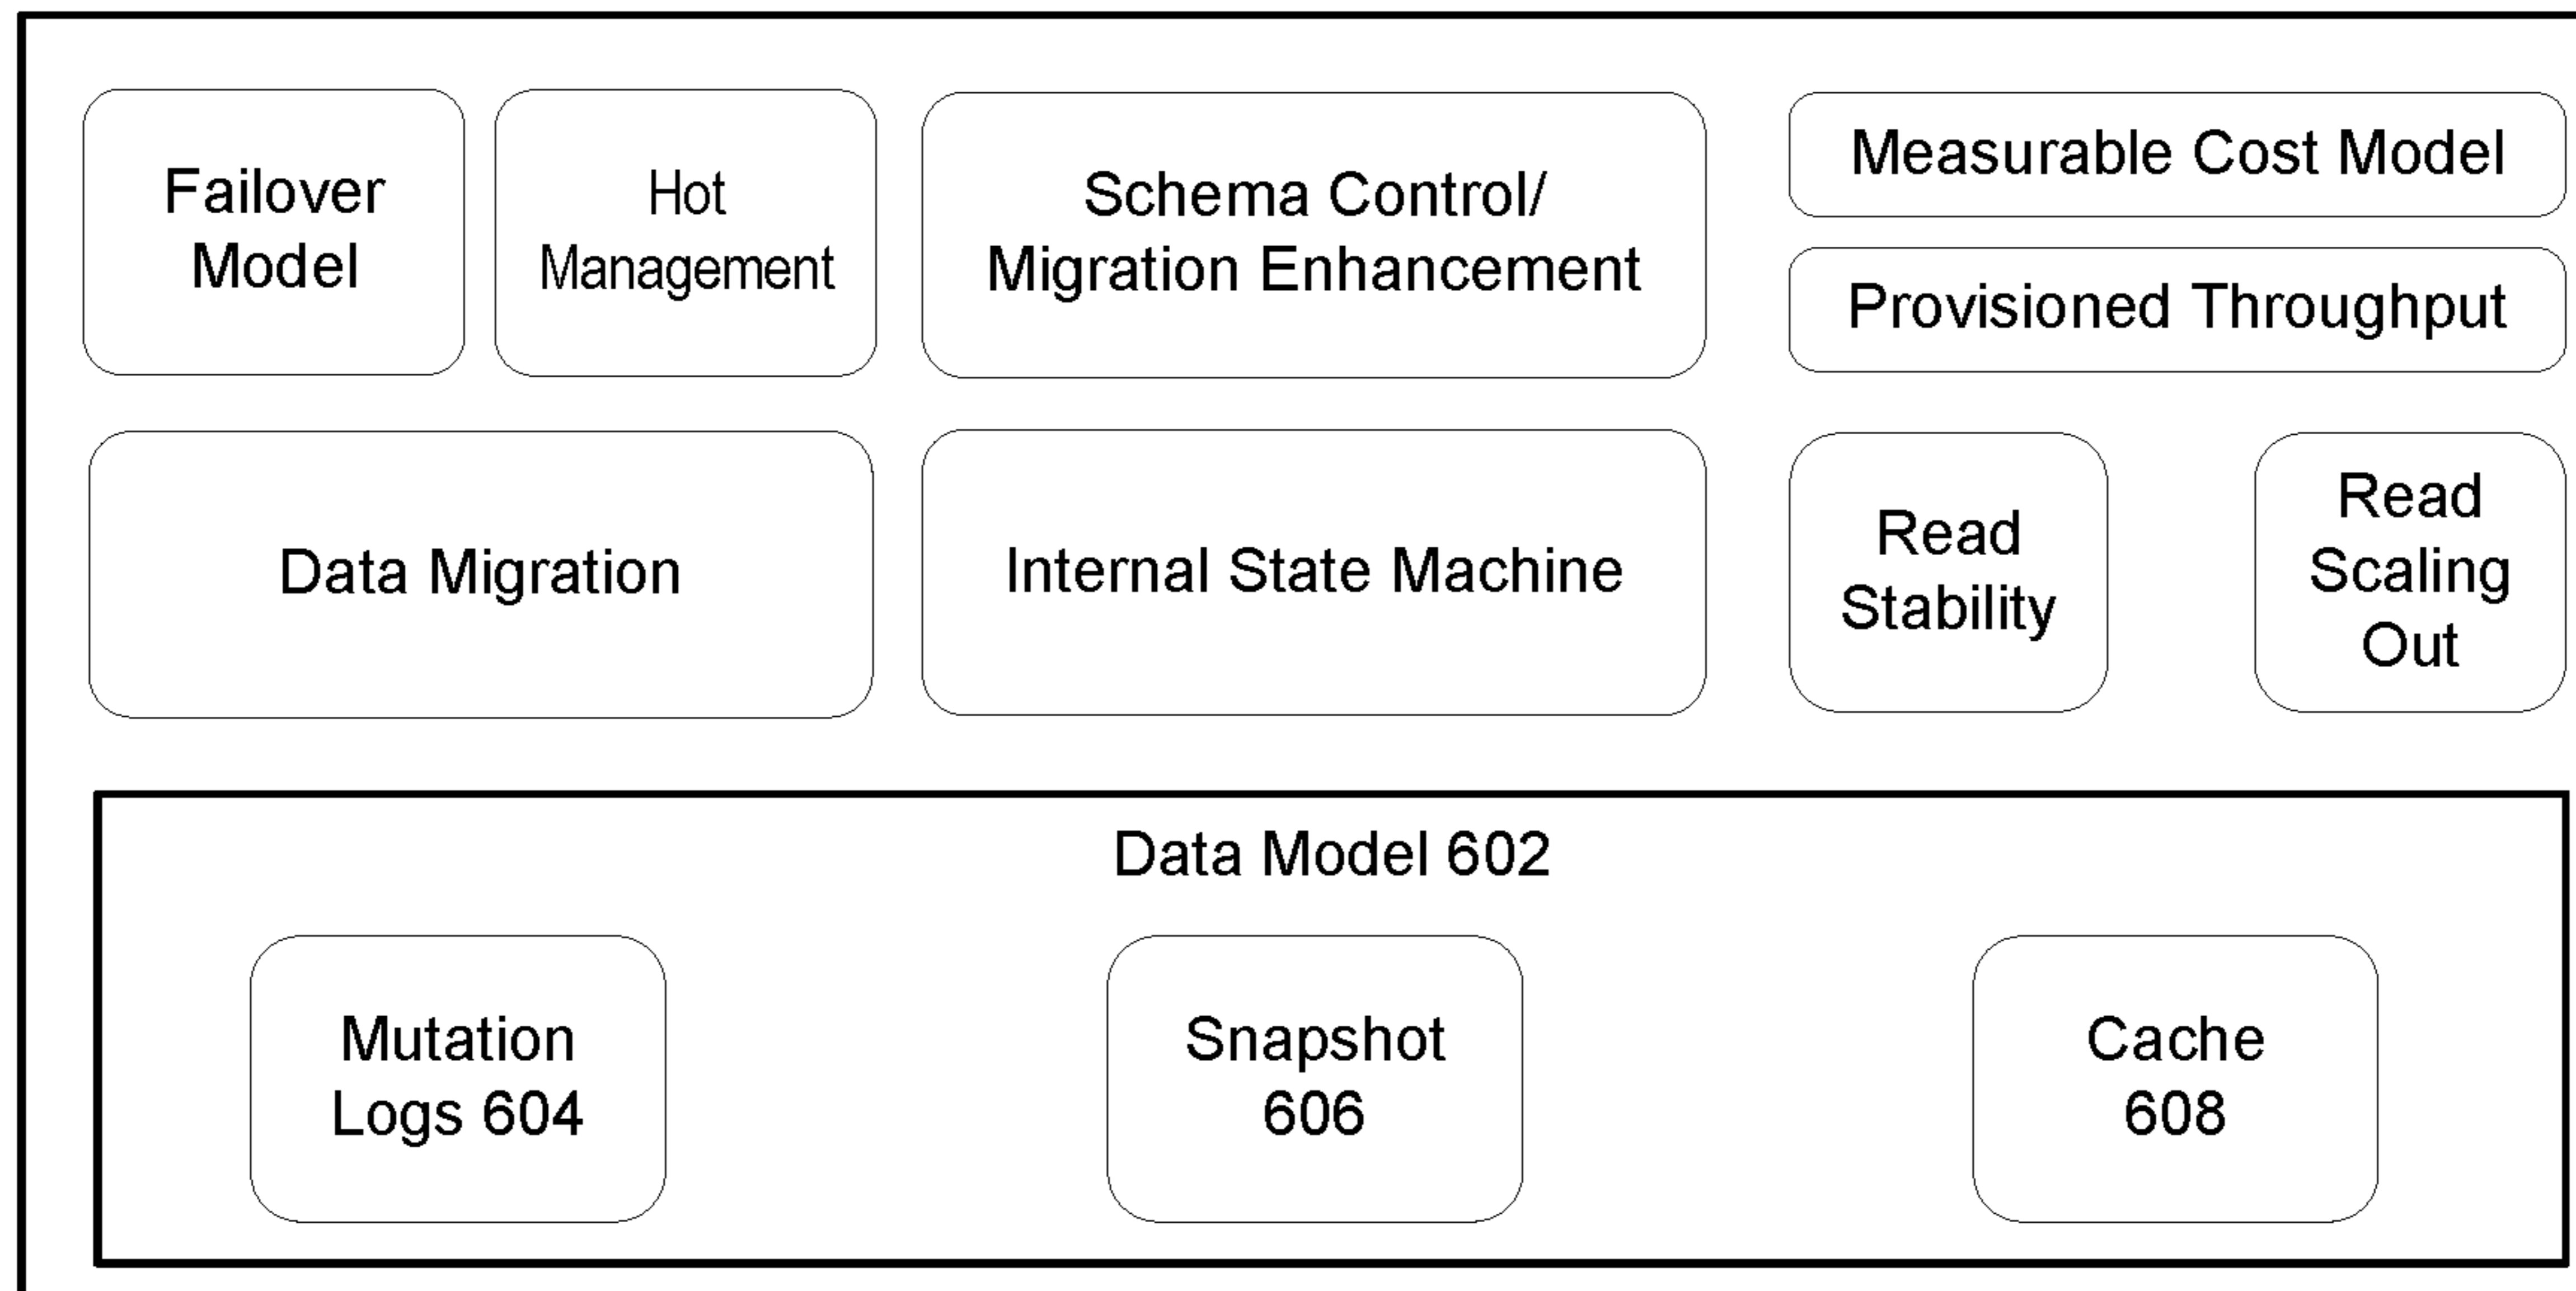 Failover
Model
Hot
Management
Schema Control/
Migration Enhancement
Measurable Cost Model
Provisioned Throughput
Data Migration
Internal State Machine
Read
Stability
Read
Scaling
Out
Data Model 602
Mutation
Logs 604
Snapshot
606
Cache
608